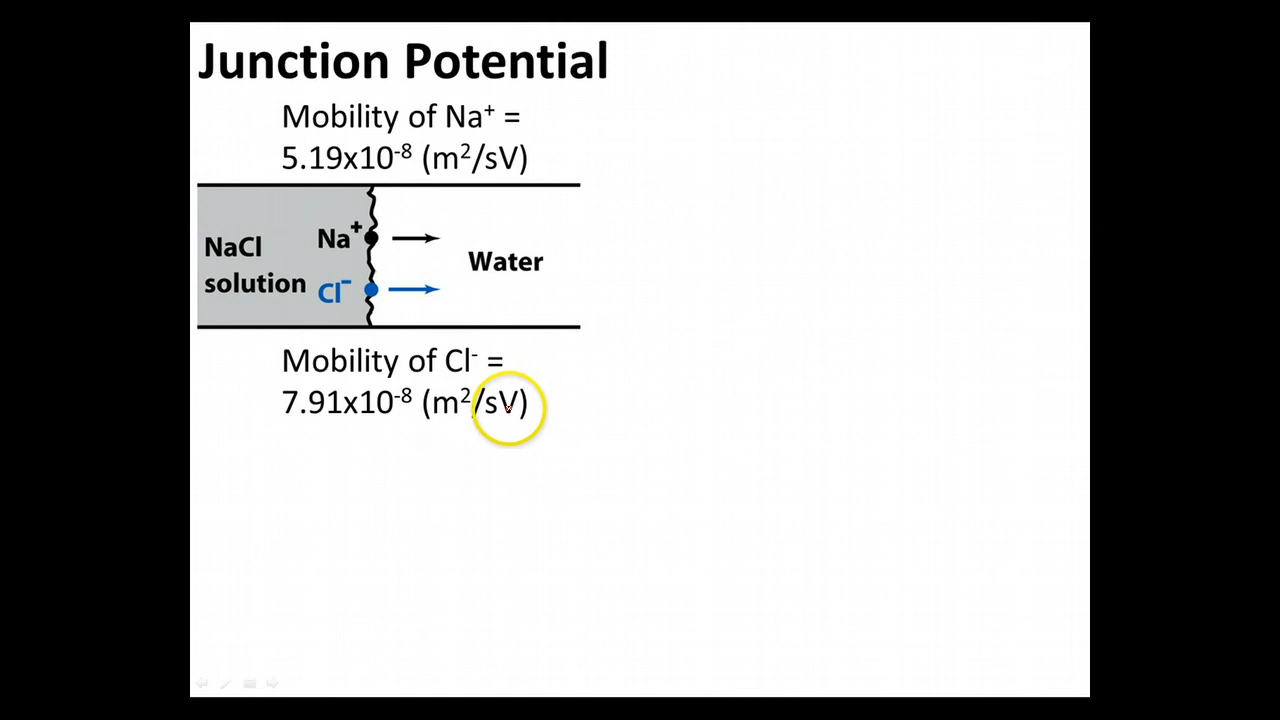 Junction Potential
Mobility of Na⁺ =
5.19x10⁻⁸ (m²/sV)
NaCl
solution
Na⁺
Cl⁻
Water
Mobility of Cl⁻ =
7.91x10⁻⁸ (m²/sV)